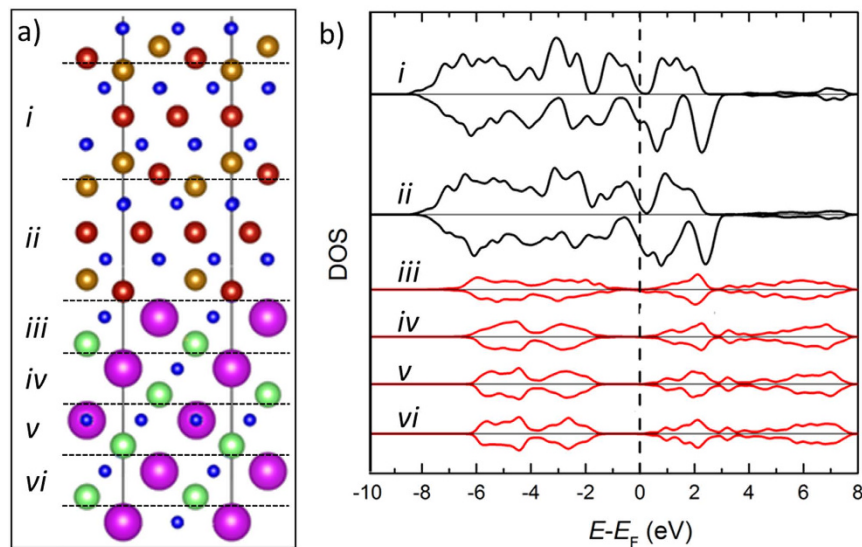 a)
i
ii
iii
iv
v
vi
b)
DOS
i
ii
iii
iv
v
vi
-10 -8 -6 -4 -2 0 2 4 6 8
E-E_F (eV)